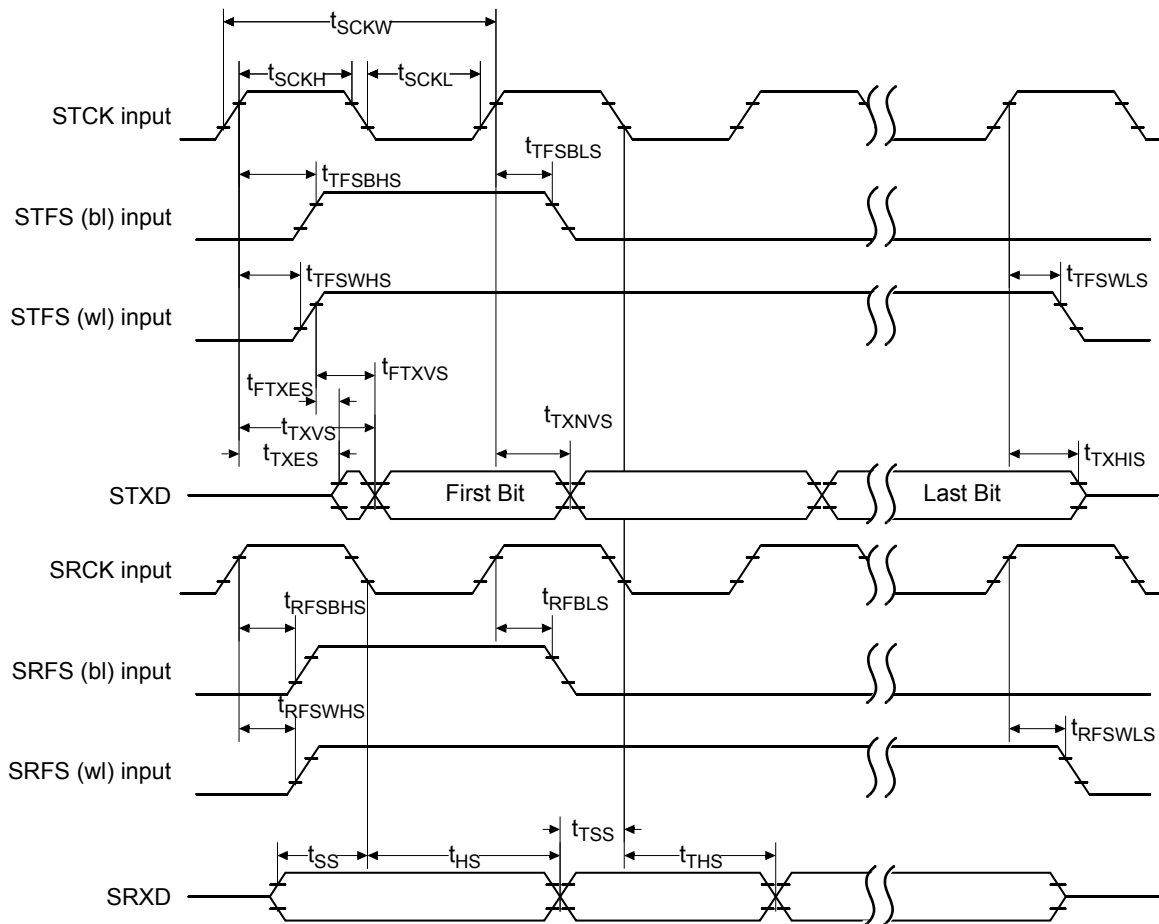 tSCKW
tSCKH
tSCKL
STCK input
tTFSBLS
tTFSBHS
STFS (bl) input
tTFSWHS
tTFSWLS
STFS (wl) input
tFTXVS
tFTXES
tTXVS
tTXNVS
tTXES
tTXHIS
STXD
First Bit
Last Bit
SRCK input
tRFSBHS
tRFBLS
SRFS (bl) input
tRFSWHS
tRFSWLS
SRFS (wl) input
tTSS
tSS
tHS
tTHS
SRXD